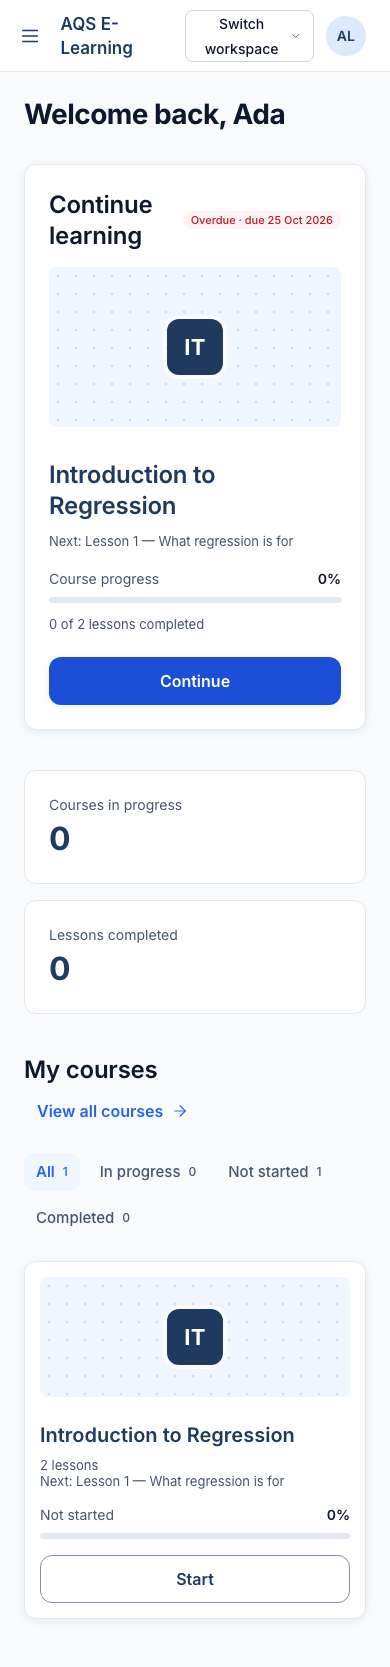 AQS E-
Learning
Switch
workspace
AL
Welcome back, Ada
Continue
learning
Overdue · due 25 Oct 2026
IT
Introduction to
Regression
Next: Lesson 1 — What regression is for
Course progress 0%
0 of 2 lessons completed
Continue
Courses in progress
0
Lessons completed
0
My courses
View all courses →
All 1 In progress 0 Not started 1
Completed 0
IT
Introduction to Regression
2 lessons
Next: Lesson 1 — What regression is for
Not started 0%
Start